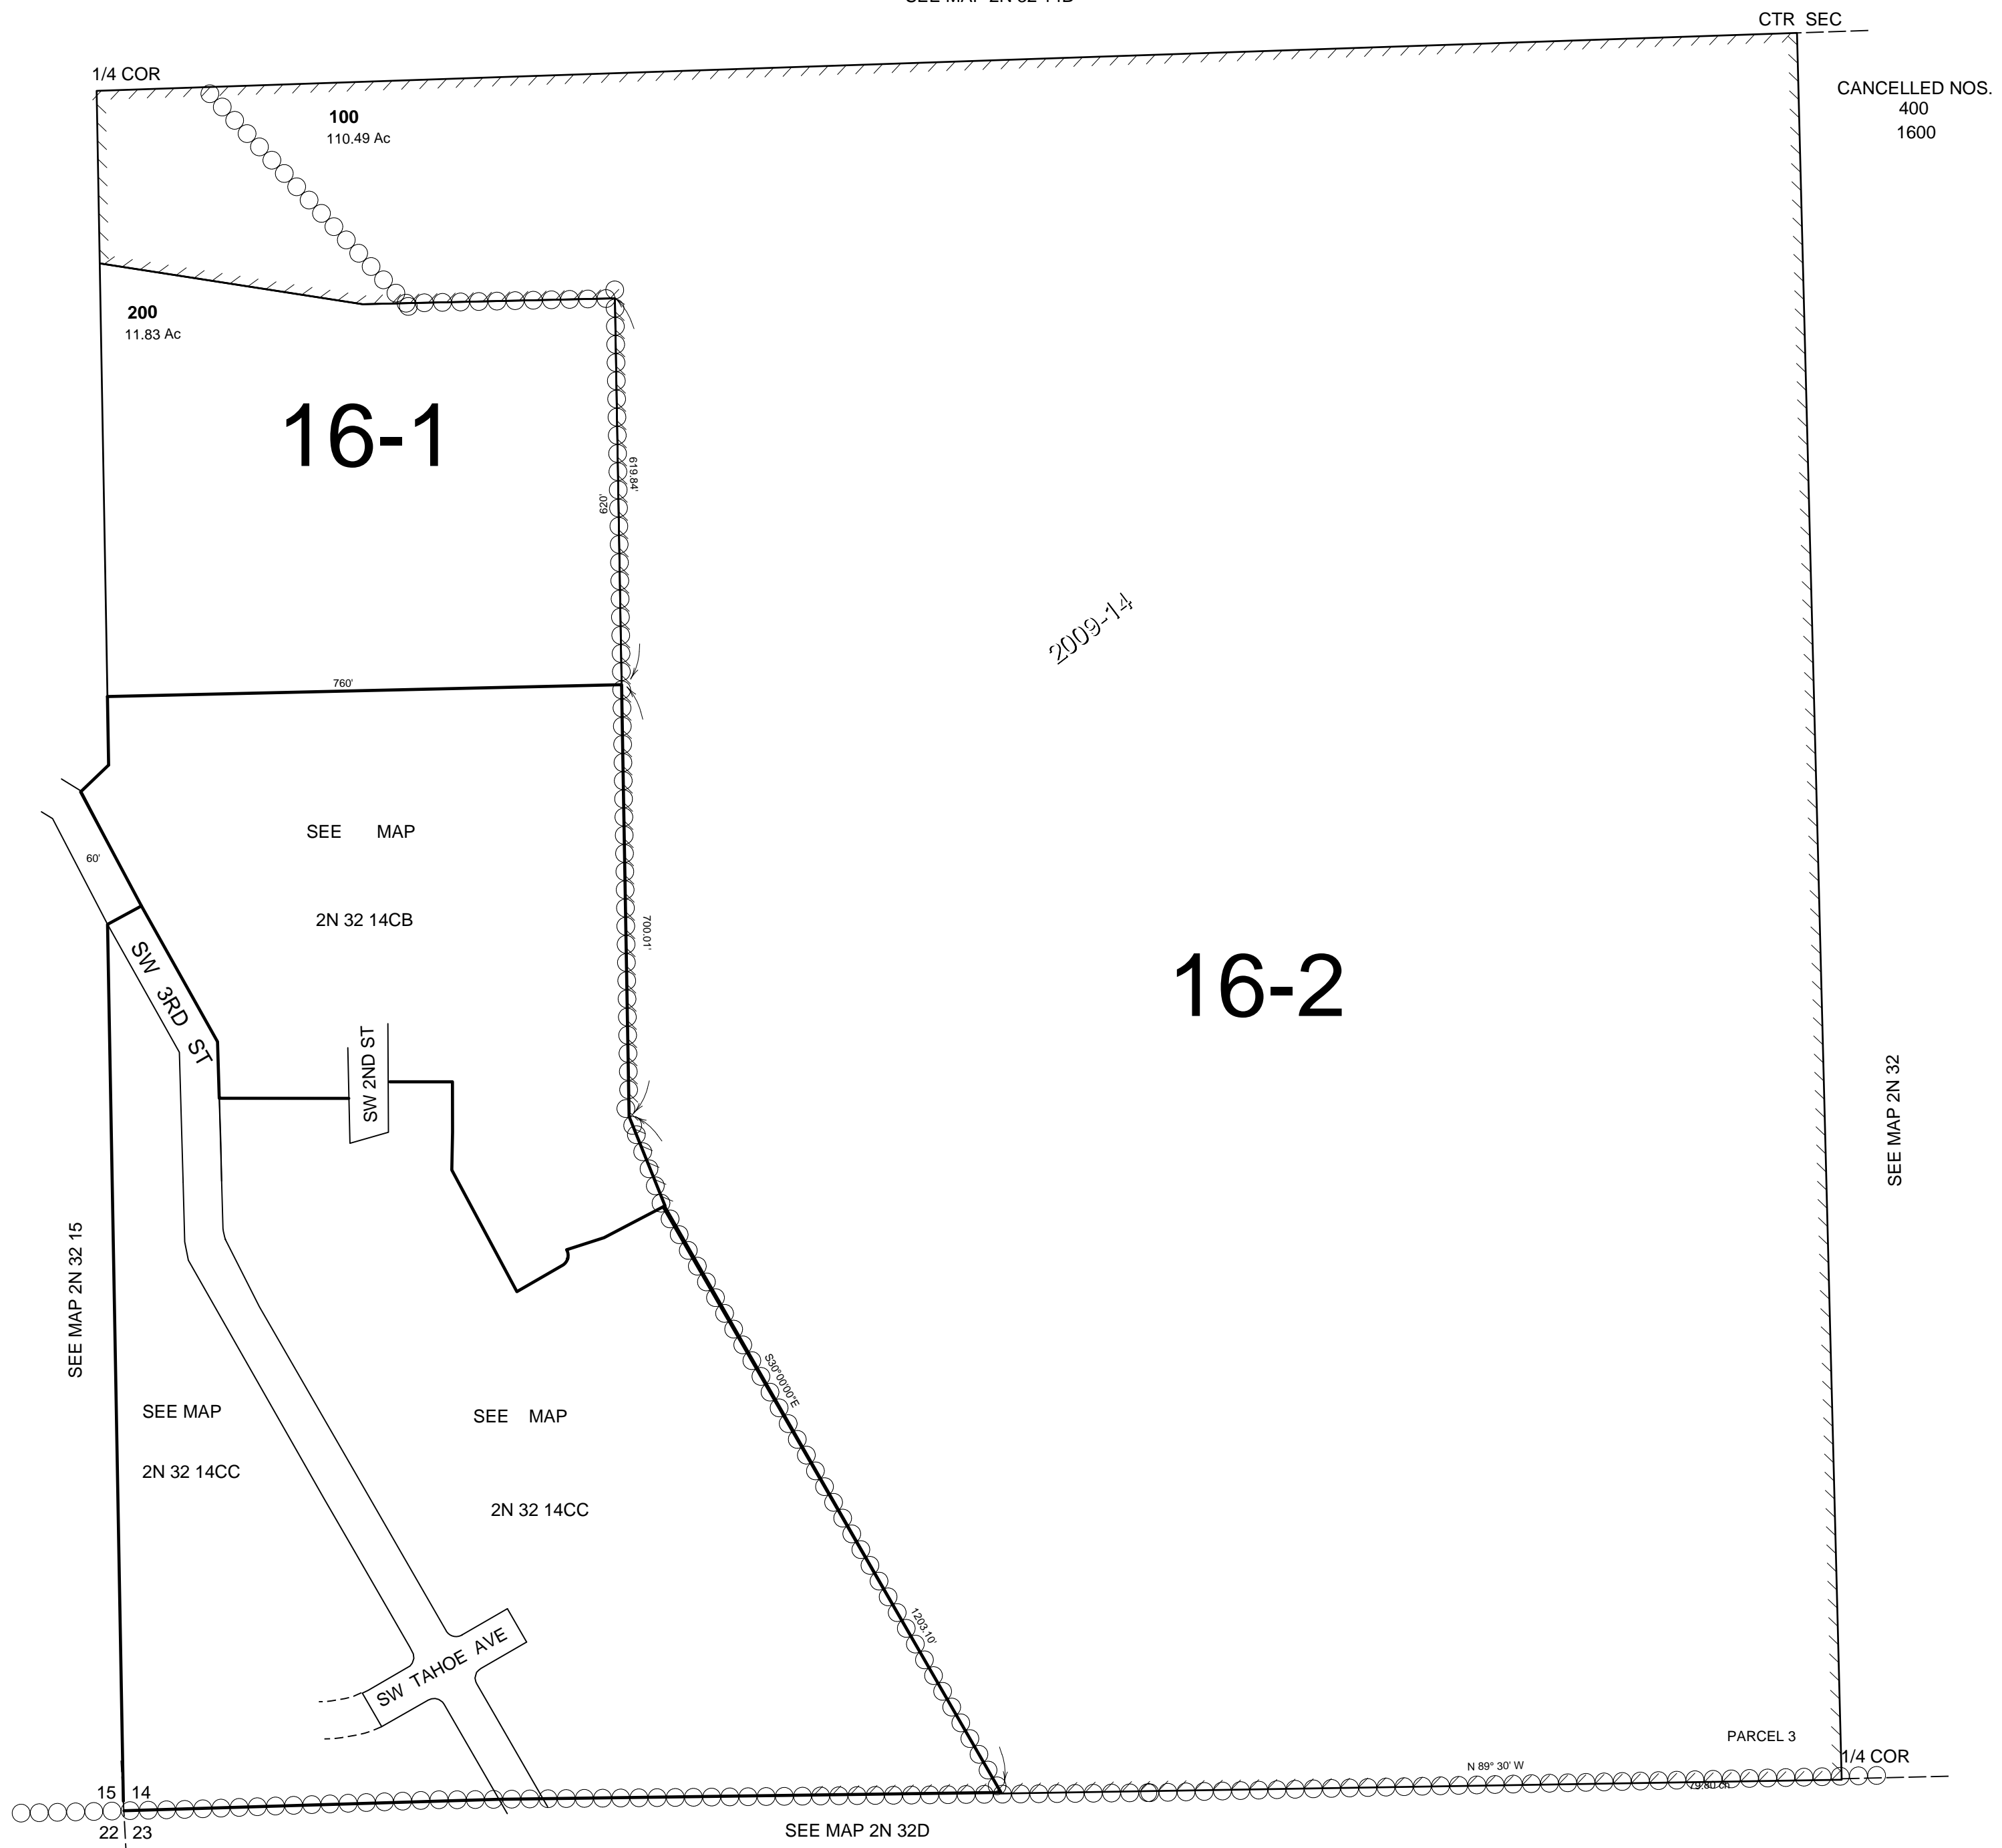 CTR SEC
1/4 COR
CANCELLED NOS.
400
1600
100
110.49 Ac
200
11.83 Ac
16-1
619.84'
620'
2009-14
760'
SEE MAP
2N 32 14CB
60'
700.01'
SW 3RD ST
SW 2ND ST
16-2
SEE MAP 2N 32
SEE MAP 2N 32 15
S30°00'00"E
SEE MAP
2N 32 14CC
SEE MAP
2N 32 14CC
1203.10'
SW TAHOE AVE
PARCEL 3
1/4 COR
N 89° 30' W
79.80 ch
15 14
22 23
SEE MAP 2N 32D